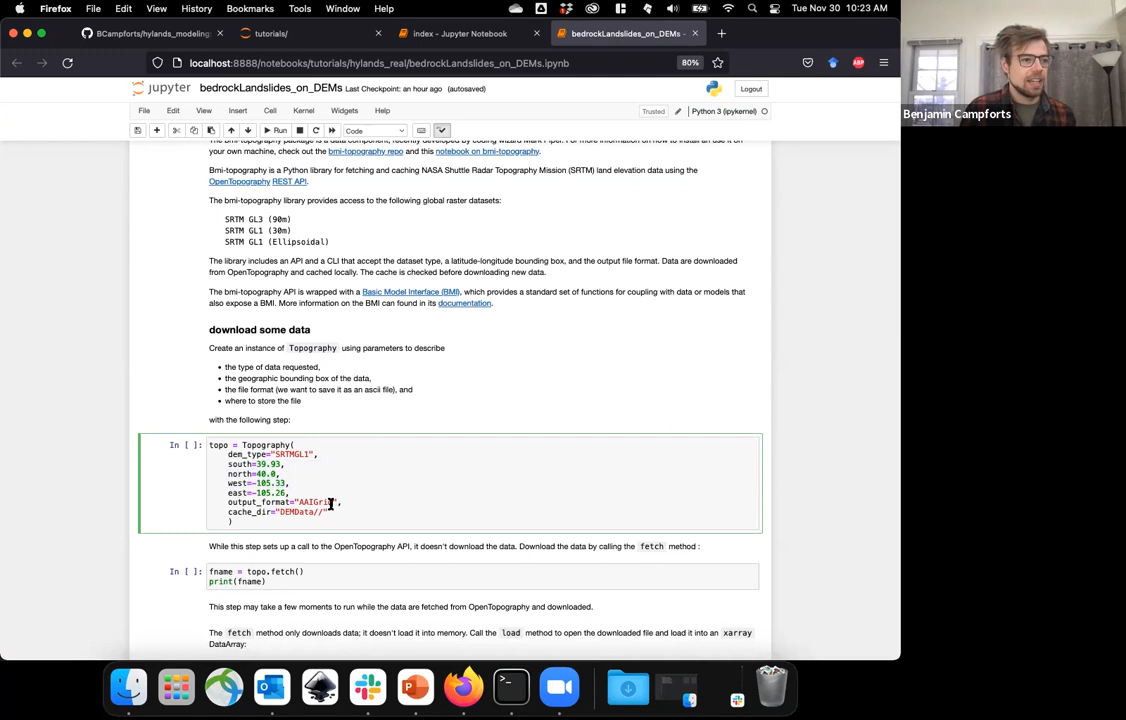 Firefox File Edit View History Bookmarks Tools Window Help Tue Nov 30 10:23 AM
BCampforts/hylands_modeling: tutorials/ index - Jupyter Notebook bedrockLandslides_on_DEMs -
localhost:8888/notebooks/tutorials/hylands_real/bedrockLandslides_on_DEMs.ipynb 80% ABP
jupyter bedrockLandslides_on_DEMs Last Checkpoint: an hour ago (autosaved) Logout
File Edit View Insert Cell Kernel Widgets Help Trusted Python 3 (ipykernel)
Run Code
Benjamin Campforts
your own machine, check out the bmi-topography repo and this notebook on bmi-topography.
Bmi-topography is a Python library for fetching and caching NASA Shuttle Radar Topography Mission (SRTM) land elevation data using the
OpenTopography REST API.
The bmi-topography library provides access to the following global raster datasets:
SRTM GL3 (90m)
SRTM GL1 (30m)
SRTM GL1 (Ellipsoidal)
The library includes an API and a CLI that accept the dataset type, a latitude-longitude bounding box, and the output file format. Data are downloaded
from OpenTopography and cached locally. The cache is checked before downloading new data.
The bmi-topography API is wrapped with a Basic Model Interface (BMI), which provides a standard set of functions for coupling with data or models that
also expose a BMI. More information on the BMI can found in its documentation.
download some data
Create an instance of Topography using parameters to describe
• the type of data requested,
• the geographic bounding box of the data,
• the file format (we want to save it as an ascii file), and
• where to store the file
with the following step:
In [ ]: topo = Topography(
dem_type="SRTMGL1",
south=39.93,
north=40.0,
west=-105.33,
east=-105.26,
output_format="AAIGrid",
cache_dir="DEMData//"
)
While this step sets up a call to the OpenTopography API, it doesn't download the data. Download the data by calling the fetch method :
In [ ]: fname = topo.fetch()
print(fname)
This step may take a few moments to run while the data are fetched from OpenTopography and downloaded.
The fetch method only downloads data; it doesn't load it into memory. Call the load method to open the downloaded file and load it into an xarray
DataArray: